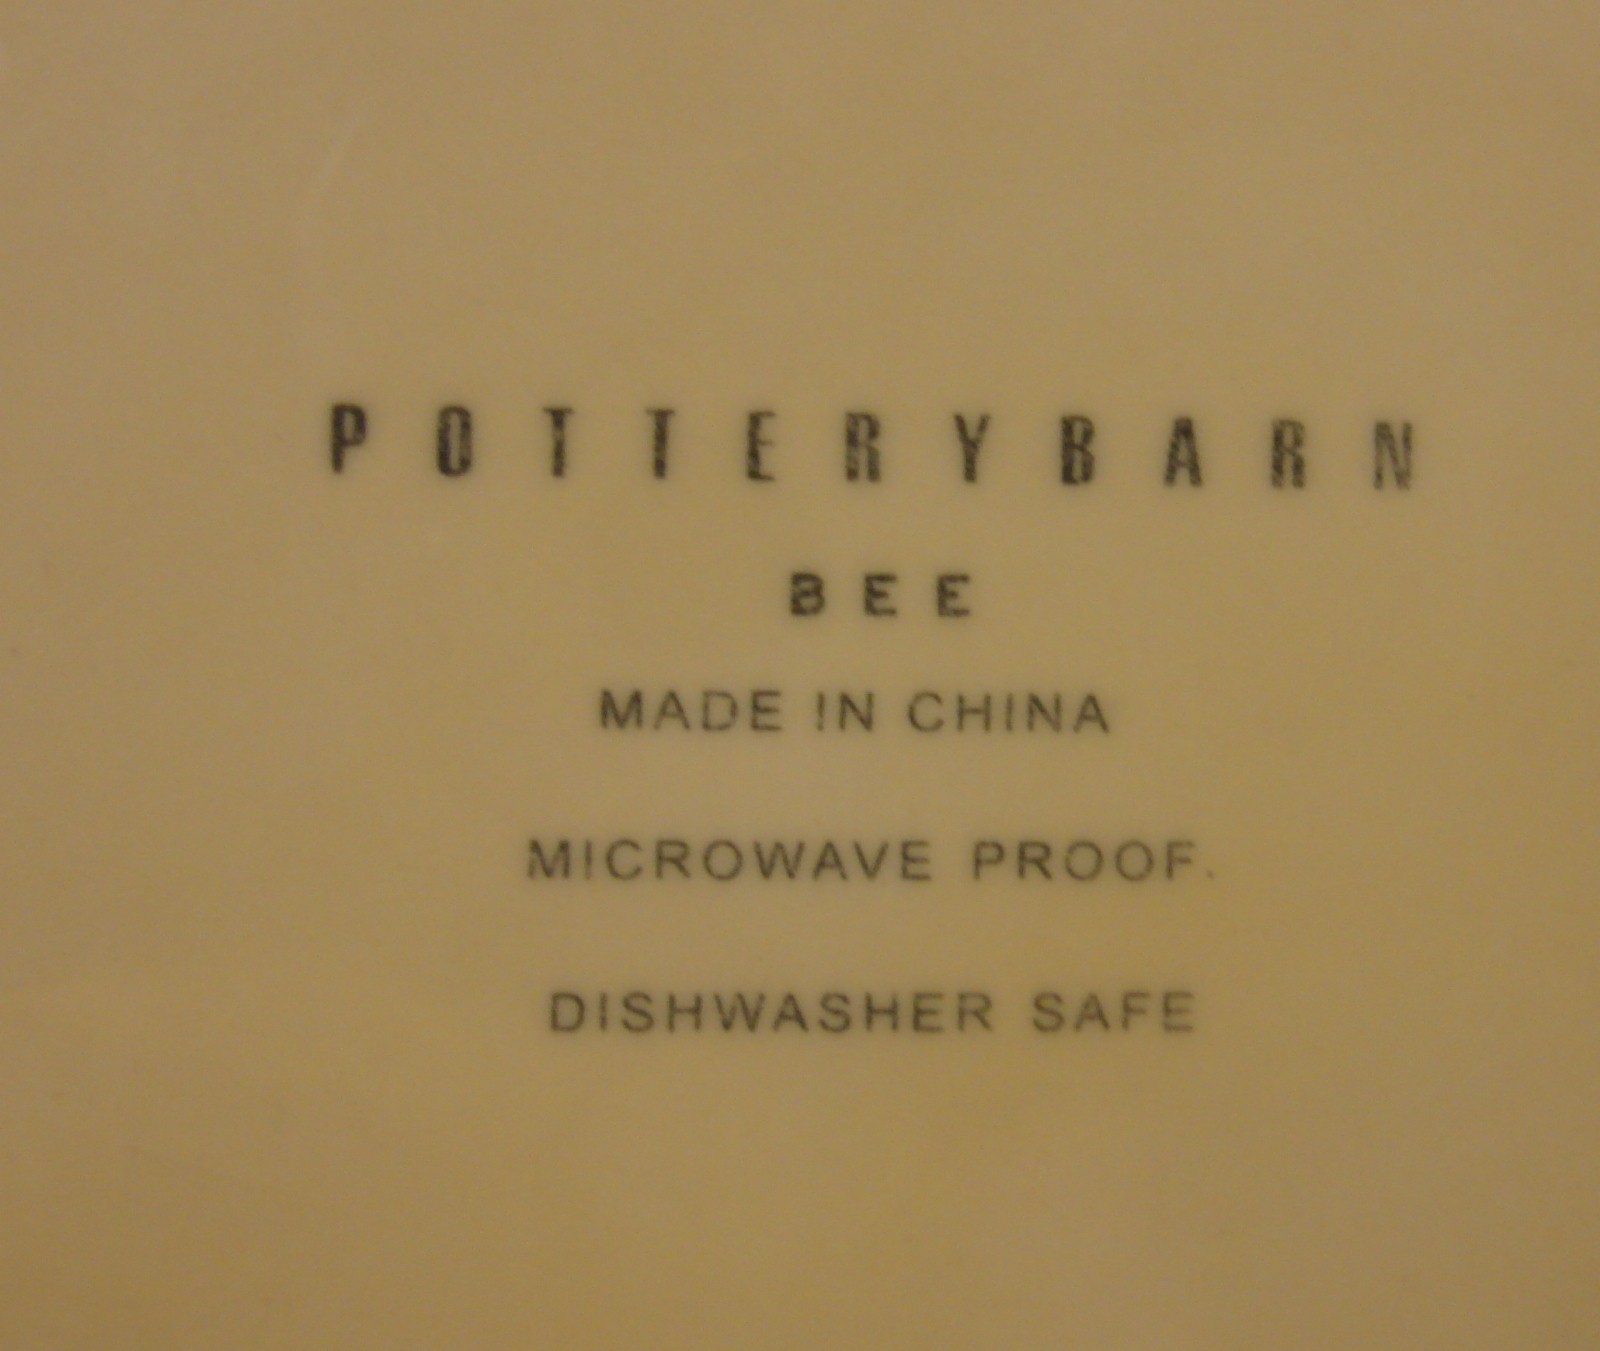 POTTERYBARN
BEE
MADE IN CHINA
MICROWAVE PROOF.
DISHWASHER SAFE